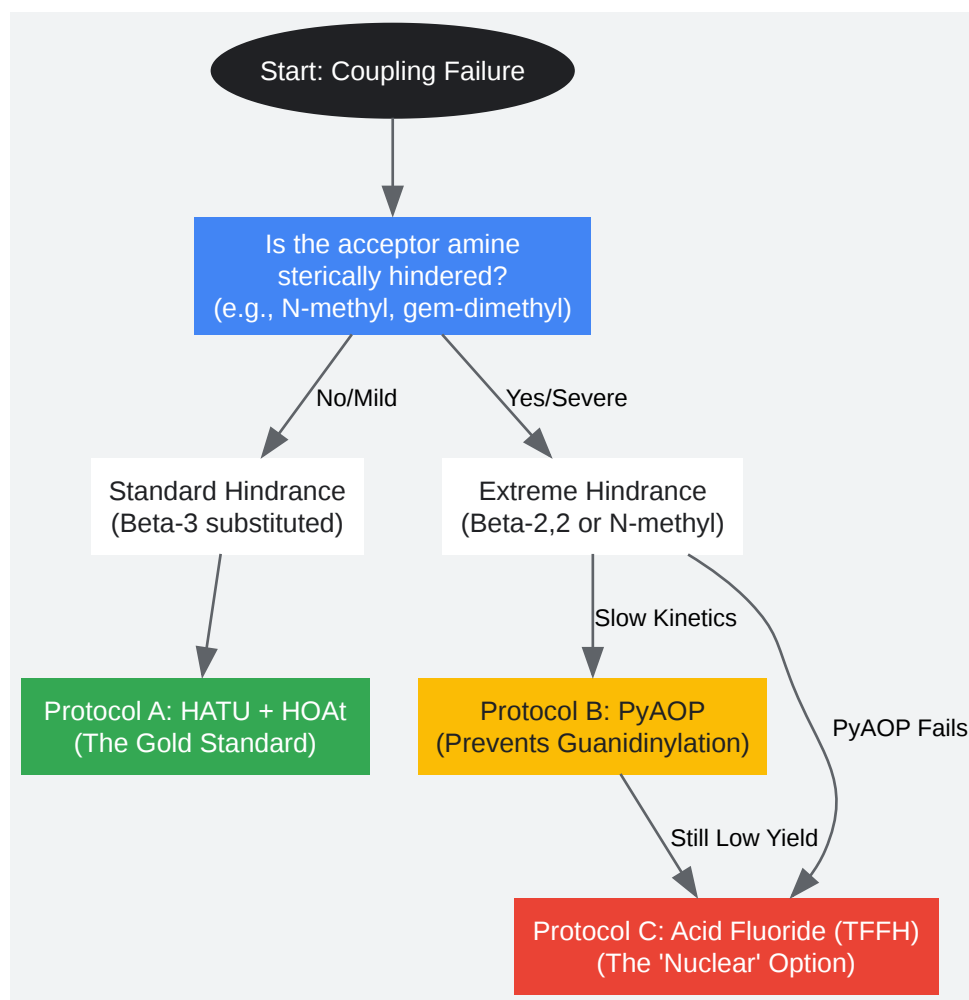 Start: Coupling Failure
Is the acceptor amine
sterically hindered?
(e.g., N-methyl, gem-dimethyl)
No/Mild
Yes/Severe
Standard Hindrance
(Beta-3 substituted)
Extreme Hindrance
(Beta-2,2 or N-methyl)
Slow Kinetics
Protocol A: HATU + HOAt
(The Gold Standard)
Protocol B: PyAOP
(Prevents Guanidinylation)
PyAOP Fails
Still Low Yield
Protocol C: Acid Fluoride (TFFH)
(The 'Nuclear' Option)